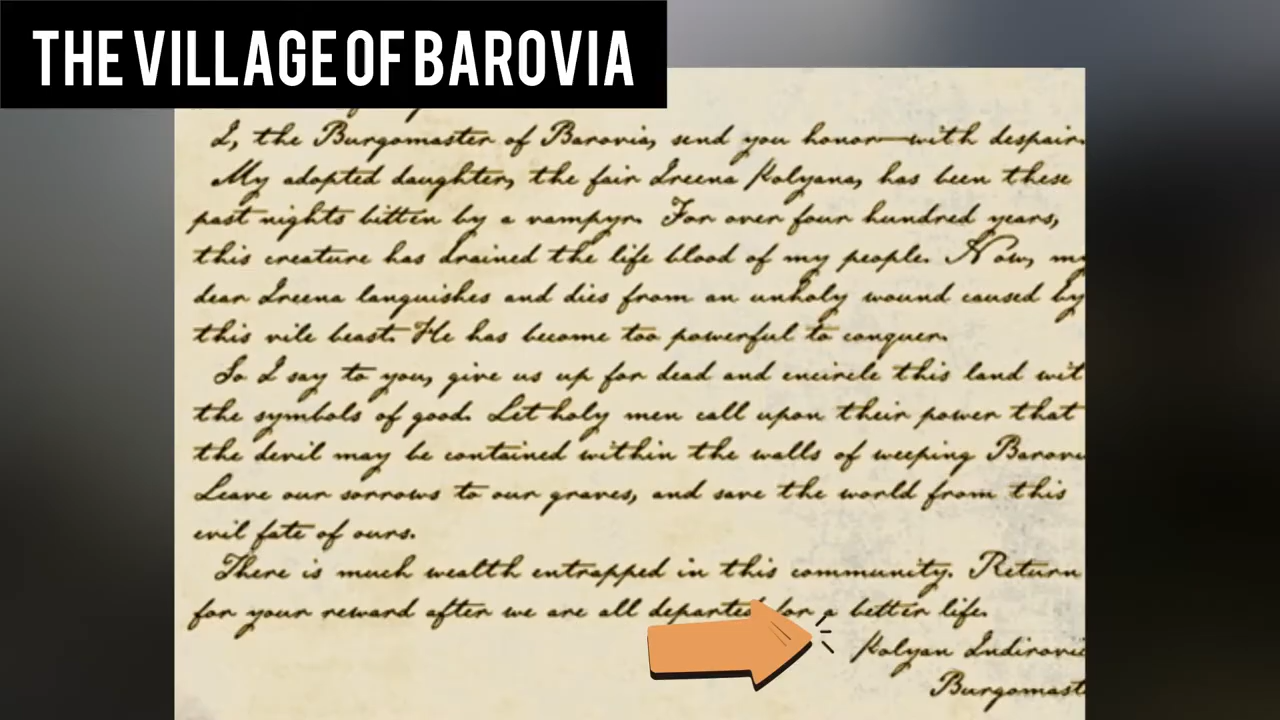 THE VILLAGE OF BAROVIA
I, the Burgomaster of Barovia, send you honor—with despair.
My adopted daughter, the fair Ireena Kolyana, has been these
past nights bitten by a vampyr. For over four hundred years,
this creature has drained the life blood of my people. Now, my
dear Ireena languishes and dies from an unholy wound caused by
this vile beast. He has become too powerful to conquer.
So I say to you, give us up for dead and encircle this land wit
the symbols of good. Let holy men call upon their power that
the devil may be contained within the walls of weeping Barovi
Leave our sorrows to our graves, and save the world from this
evil fate of ours.
There is much wealth entrapped in this community. Return
for your reward after we are all departed for a better life.
Kolyan Indirovic
Burgomast